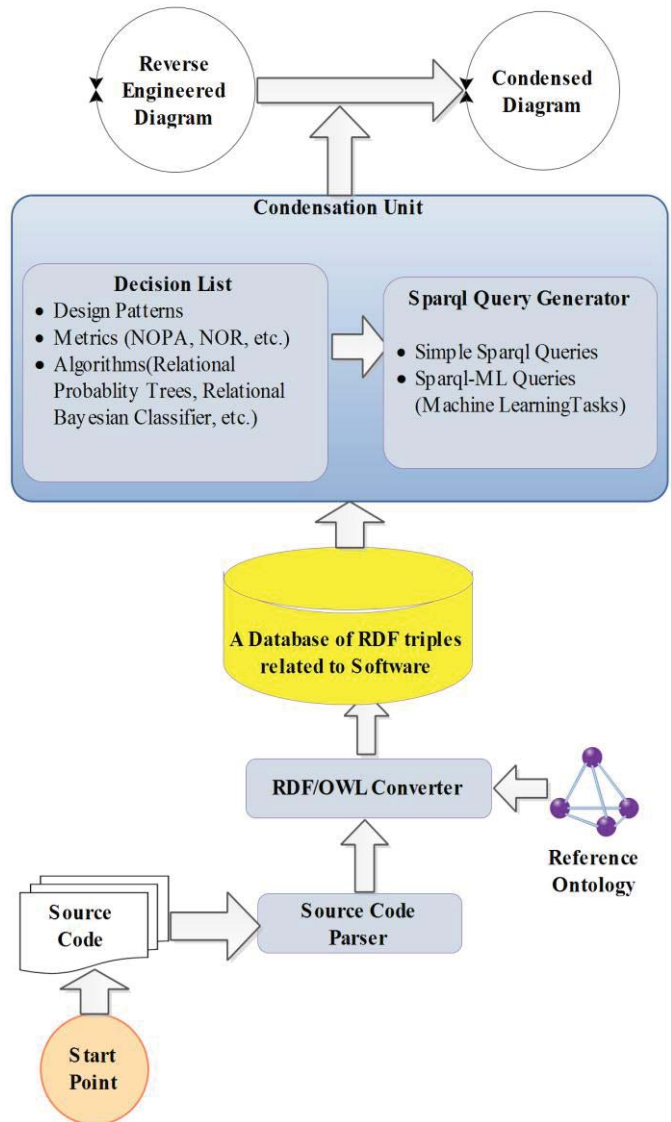 Reverse
Engineered
Diagram
Condensed
Diagram
Condensation Unit
Decision List
• Design Patterns
• Metrics (NOPA, NOR, etc.)
• Algorithms(Relational
Probablity Trees, Relational
Bayesian Classifier, etc.)
Sparql Query Generator
• Simple Sparql Queries
• Sparql-ML Queries
(Machine LearningTasks)
A Database of RDF triples
related to Software
RDF/OWL Converter
Reference
Ontology
Source
Code
Source Code
Parser
Start
Point